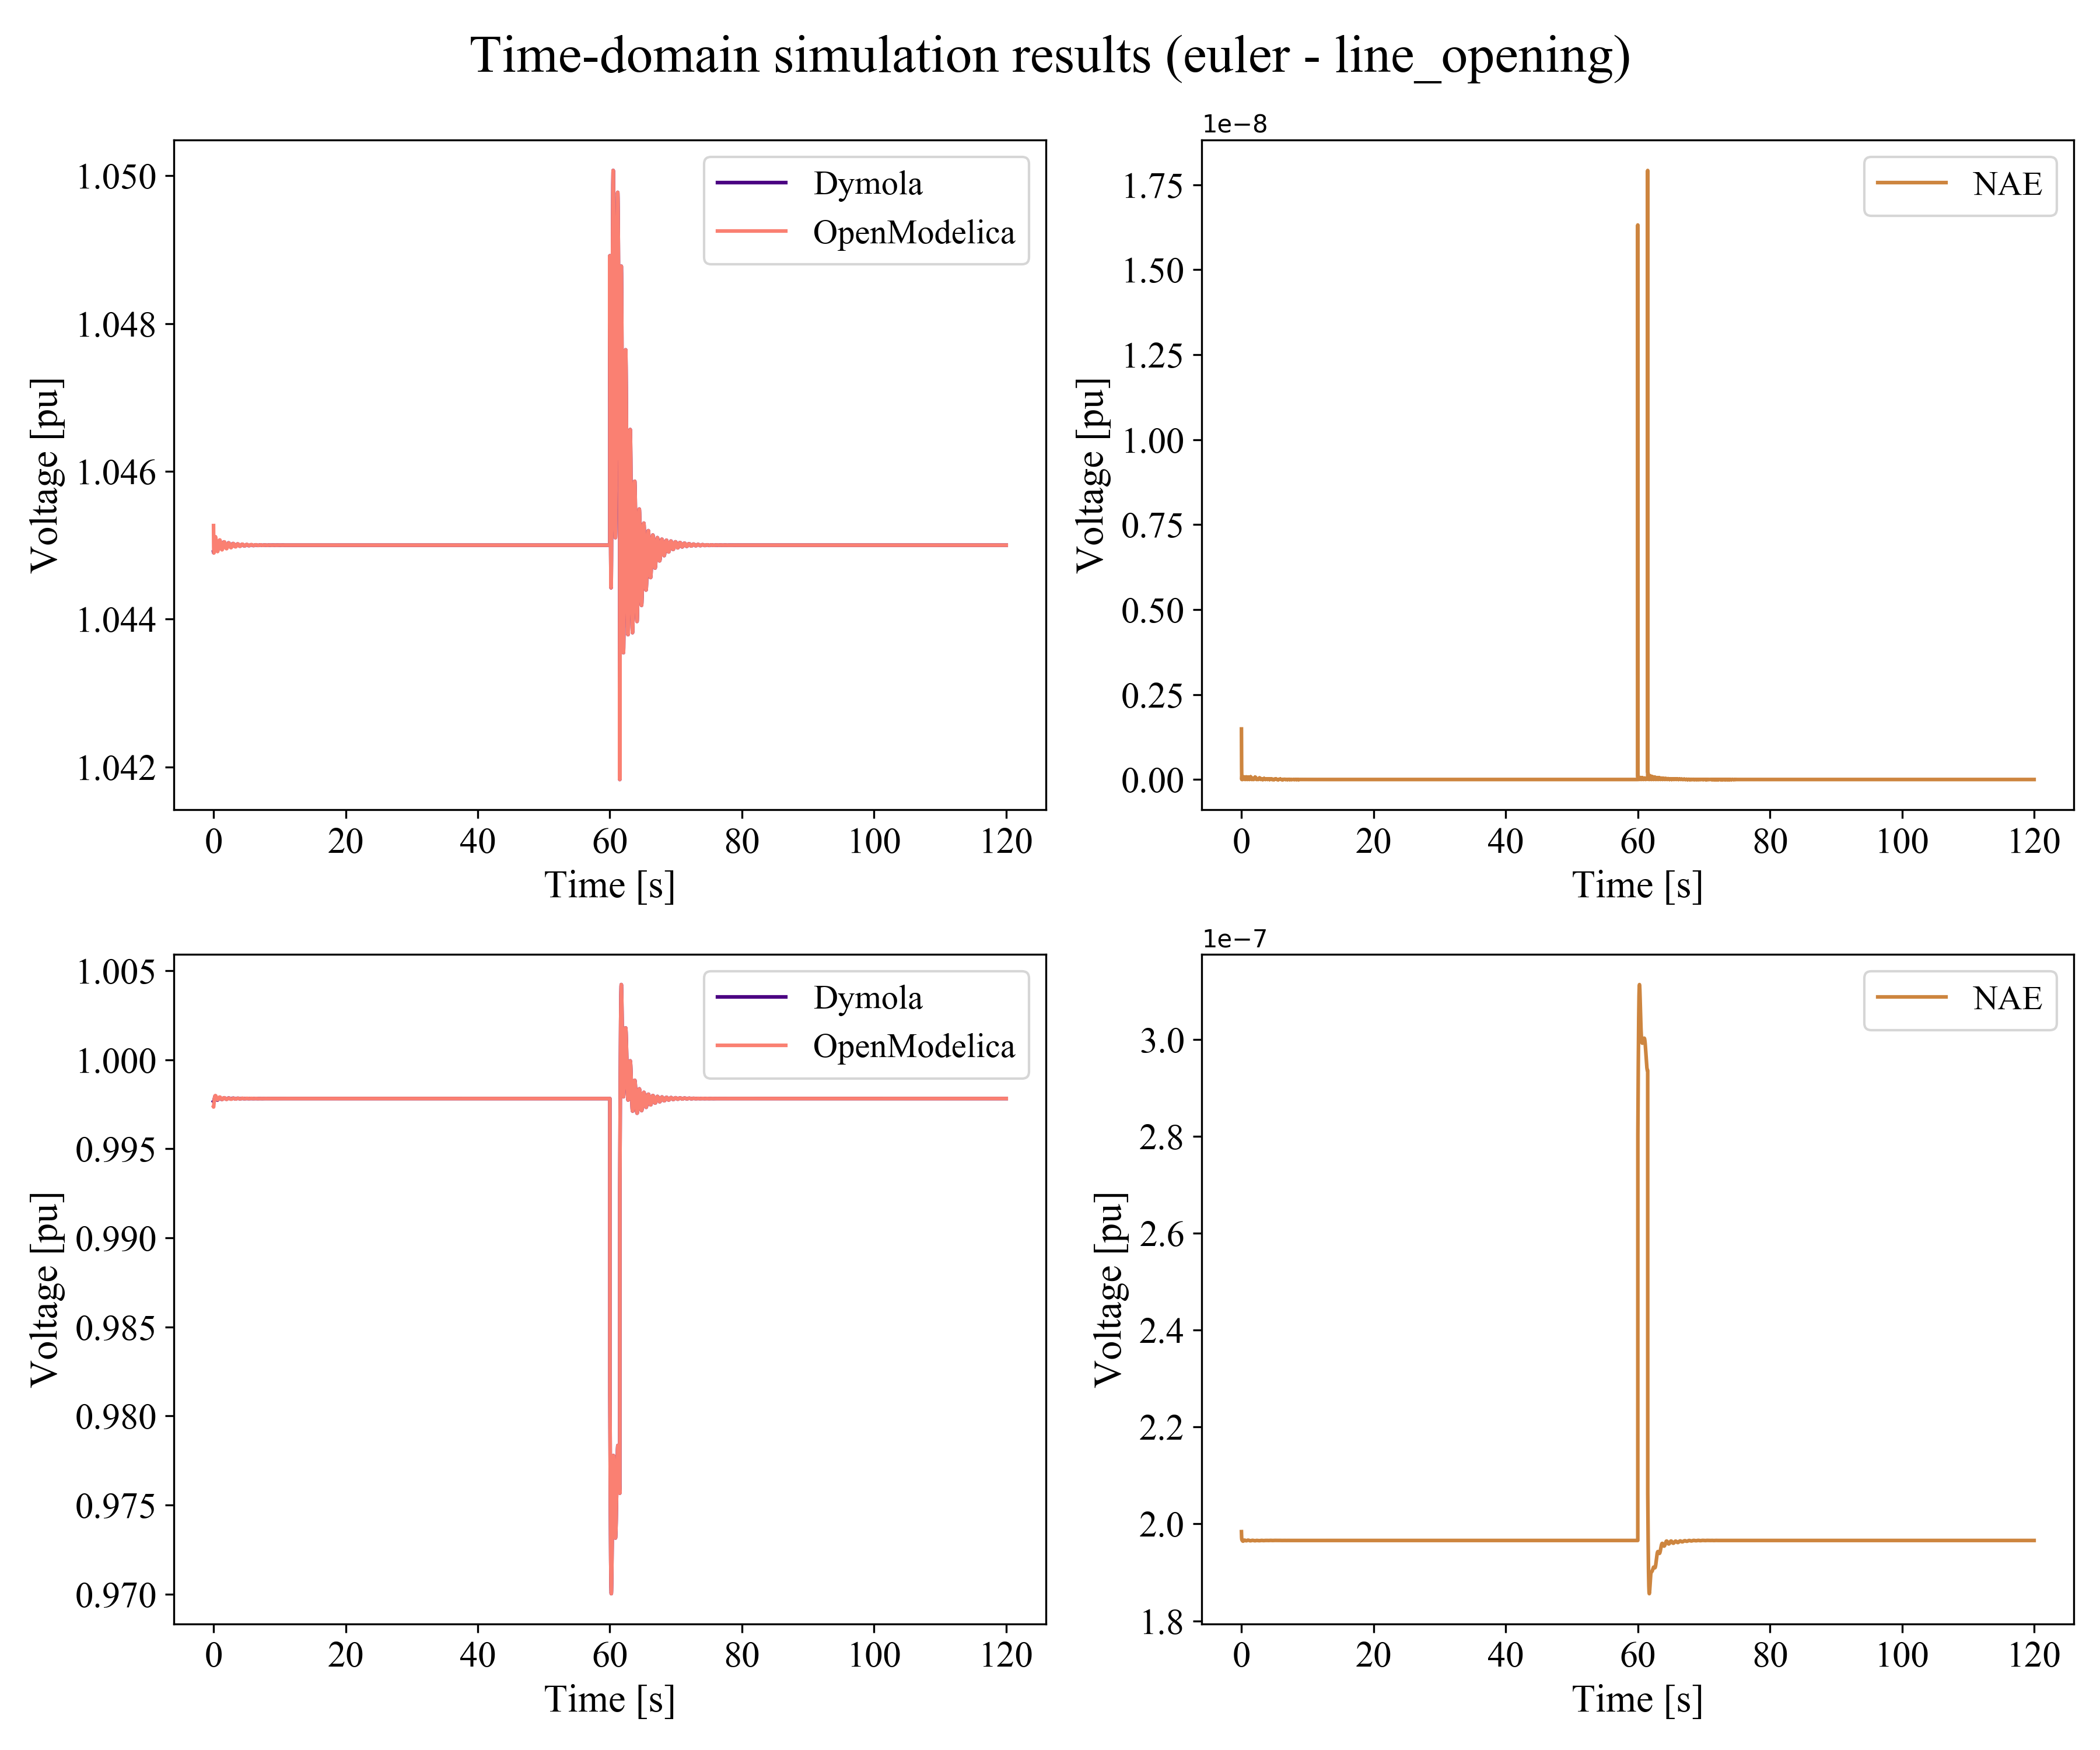 Time-domain simulation results (euler - line_opening)
1.050
1.048
1.046
1.044
1.042
Voltage [pu]
Dymola
OpenModelica
0 20 40 60 80 100 120
Time [s]
1e−8
1.75
1.50
1.25
1.00
0.75
0.50
0.25
0.00
Voltage [pu]
NAE
0 20 40 60 80 100 120
Time [s]
1.005
1.000
0.995
0.990
0.985
0.980
0.975
0.970
Voltage [pu]
Dymola
OpenModelica
0 20 40 60 80 100 120
Time [s]
1e−7
3.0
2.8
2.6
2.4
2.2
2.0
1.8
Voltage [pu]
NAE
0 20 40 60 80 100 120
Time [s]